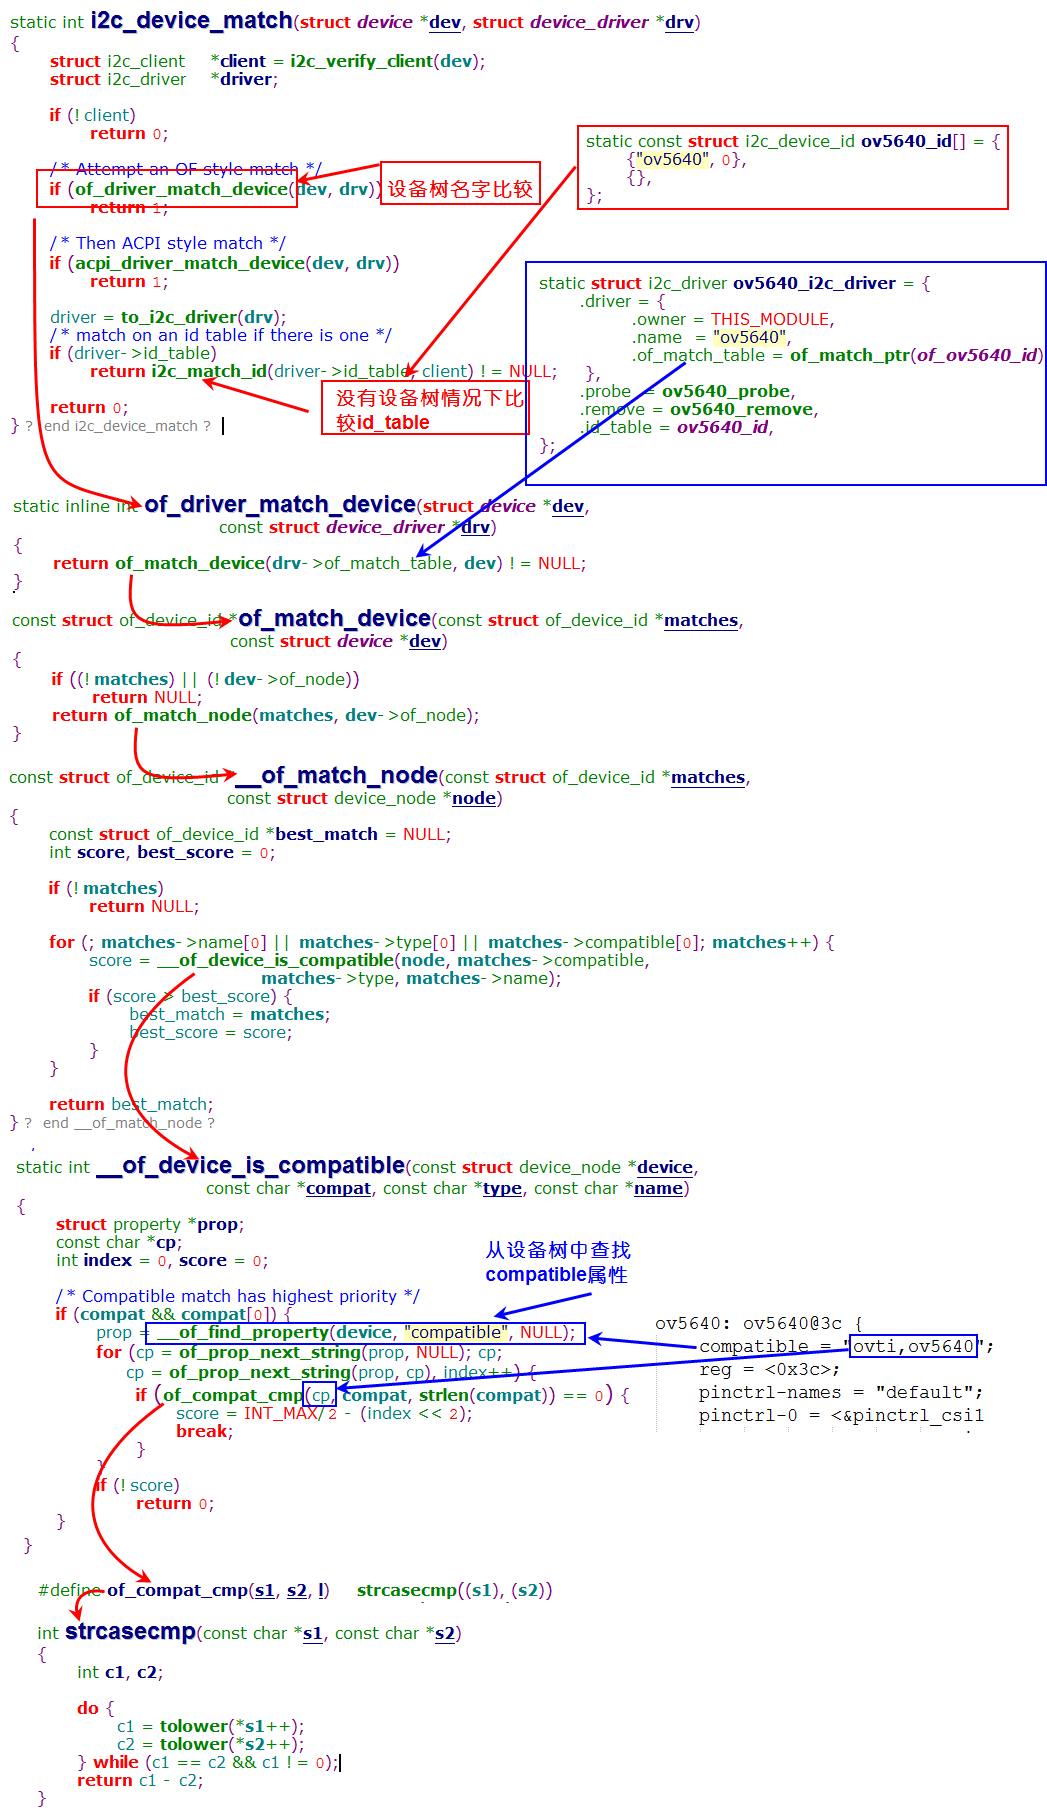 static int i2c_device_match(struct device *dev, struct device_driver *drv)
{
struct i2c_client *client = i2c_verify_client(dev);
struct i2c_driver *driver;
if (!client)
return 0;
/* Attempt an OF style match */
if (of_driver_match_device(dev, drv))
return 1;
/* Then ACPI style match */
if (acpi_driver_match_device(dev, drv))
return 1;
driver = to_i2c_driver(drv);
/* match on an id table if there is one */
if (driver->id_table)
return i2c_match_id(driver->id_table, client) != NULL;
return 0;
} ? end i2c_device_match ?
设备树名字比较
没有设备树情况下比
较id_table
static const struct i2c_device_id ov5640_id[] = {
{"ov5640", 0},
{},
};
static struct i2c_driver ov5640_i2c_driver = {
.driver = {
.owner = THIS_MODULE,
.name = "ov5640",
.of_match_table = of_match_ptr(of_ov5640_id)
},
.probe = ov5640_probe,
.remove = ov5640_remove,
.id_table = ov5640_id,
};
static inline int of_driver_match_device(struct device *dev,
const struct device_driver *drv)
{
return of_match_device(drv->of_match_table, dev) != NULL;
}
const struct of_device_id *of_match_device(const struct of_device_id *matches,
const struct device *dev)
{
if ((!matches) || (!dev->of_node))
return NULL;
return of_match_node(matches, dev->of_node);
}
const struct of_device_id *__of_match_node(const struct of_device_id *matches,
const struct device_node *node)
{
const struct of_device_id *best_match = NULL;
int score, best_score = 0;
if (!matches)
return NULL;
for (; matches->name[0] || matches->type[0] || matches->compatible[0]; matches++) {
score = __of_device_is_compatible(node, matches->compatible,
matches->type, matches->name);
if (score > best_score) {
best_match = matches;
best_score = score;
}
}
return best_match;
} ? end __of_match_node ?
static int __of_device_is_compatible(const struct device_node *device,
const char *compat, const char *type, const char *name)
{
struct property *prop;
const char *cp;
int index = 0, score = 0;
/* Compatible match has highest priority */
if (compat && compat[0]) {
prop = __of_find_property(device, "compatible", NULL);
for (cp = of_prop_next_string(prop, NULL); cp;
cp = of_prop_next_string(prop, cp), index++) {
if (of_compat_cmp(cp, compat, strlen(compat)) == 0) {
score = INT_MAX/2 - (index << 2);
break;
}
}
if (!score)
return 0;
}
}
从设备树中查找
compatible属性
ov5640: ov5640@3c {
compatible = "ovti,ov5640";
reg = <0x3c>;
pinctrl-names = "default";
pinctrl-0 = <&pinctrl_csi1
#define of_compat_cmp(s1, s2, l) strcasecmp((s1), (s2))
int strcasecmp(const char *s1, const char *s2)
{
int c1, c2;
do {
c1 = tolower(*s1++);
c2 = tolower(*s2++);
} while (c1 == c2 && c1 != 0);
return c1 - c2;
}